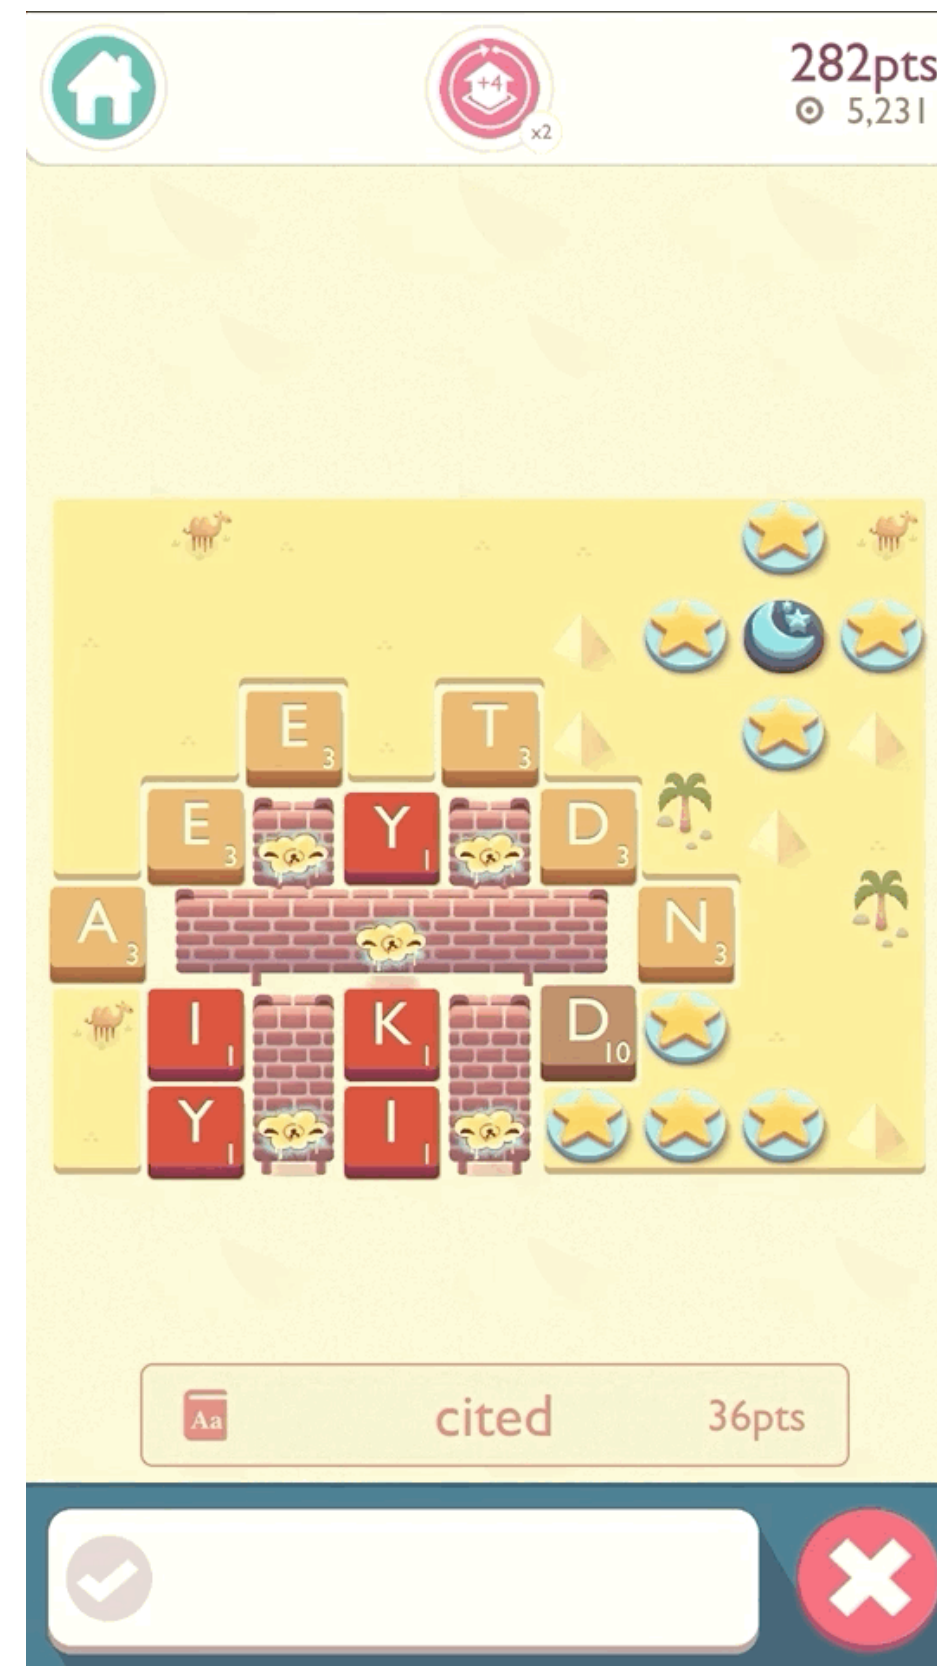 +4
x2
282pts
5,231
E 3 T 3
E 3 Y 1 D 3
A 3 N 3
I 1 K 1 D 10
Y 1 I 1
Aa cited 36pts